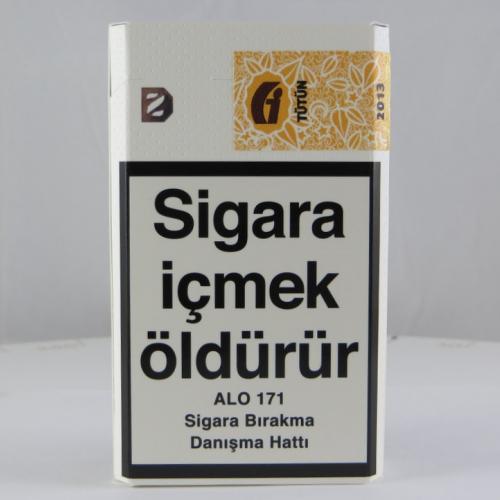 TÜTÜN
2013
Sigara
içmek
öldürür
ALO 171
Sigara Bırakma
Danışma Hattı